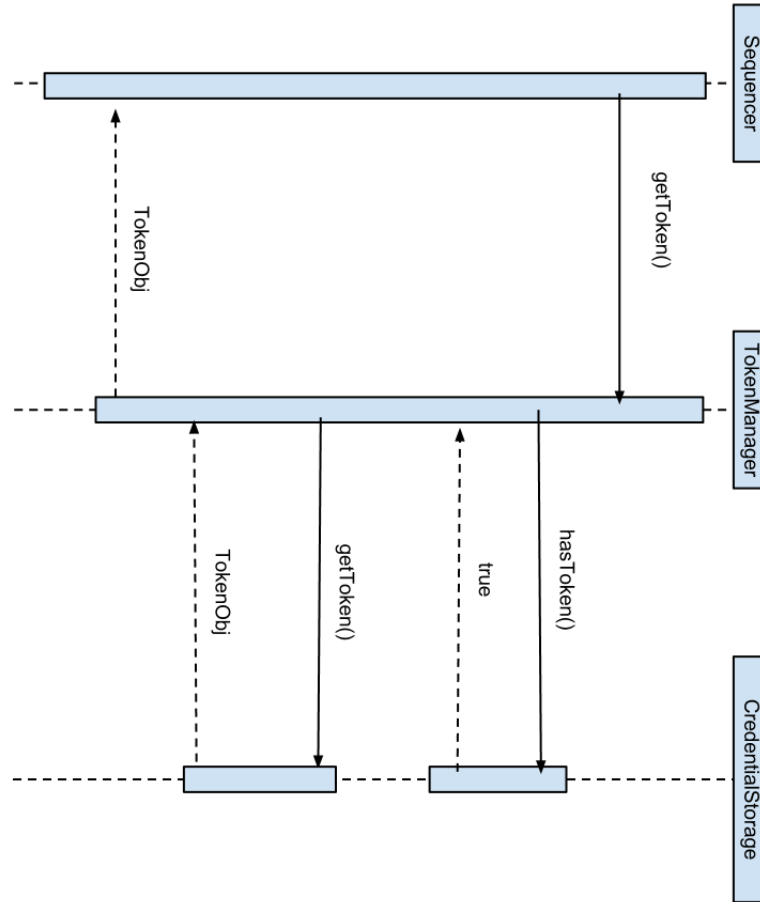 Sequencer
TokenManager
CredentialStorage
getToken()
hasToken()
true
getToken()
TokenObj
TokenObj